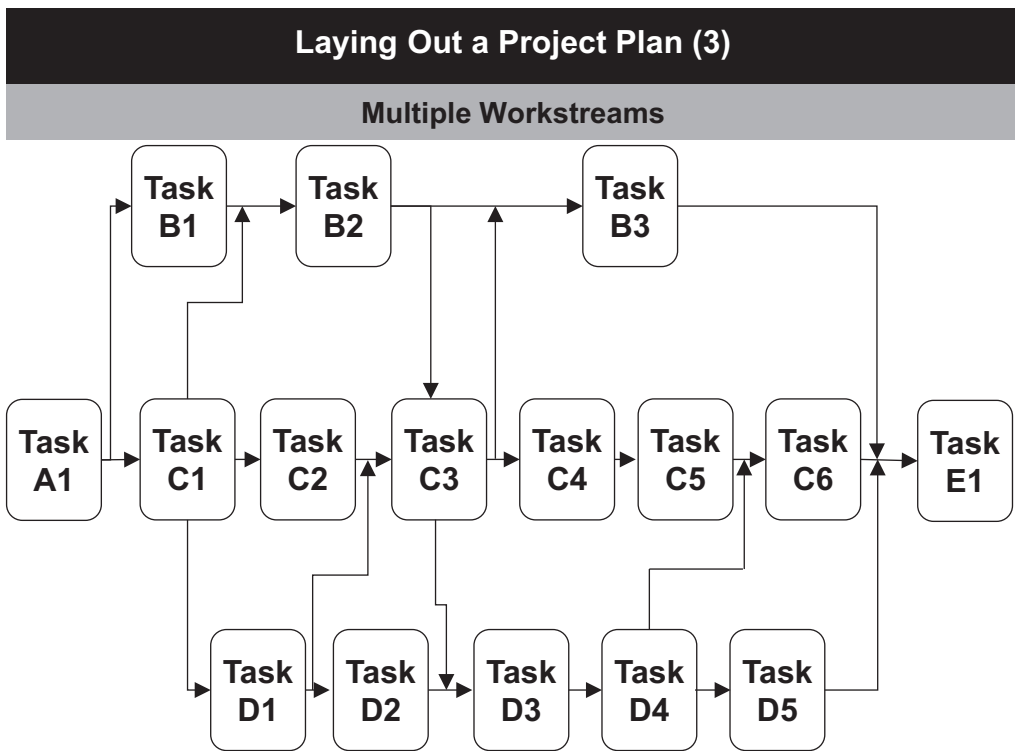 Laying Out a Project Plan (3)
Multiple Workstreams
Task
B1
Task
B2
Task
B3
Task
A1
Task
C1
Task
C2
Task
C3
Task
C4
Task
C5
Task
C6
Task
E1
Task
D1
Task
D2
Task
D3
Task
D4
Task
D5